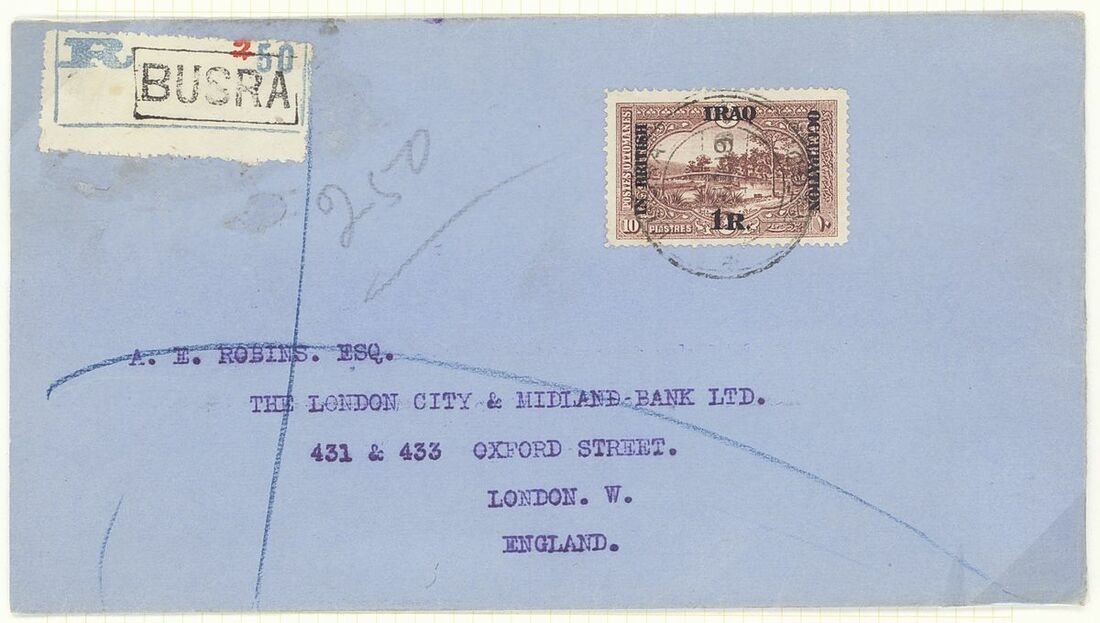 R 250
BUSRA
250
IRAQ
IN BRITISH
OCCUPATION
POSTES OTTOMANES
1R.
10 PIASTRES ١٠
A. E. ROBINS. ESQ.
THE LONDON CITY & MIDLAND BANK LTD.
431 & 433 OXFORD STREET.
LONDON. W.
ENGLAND.